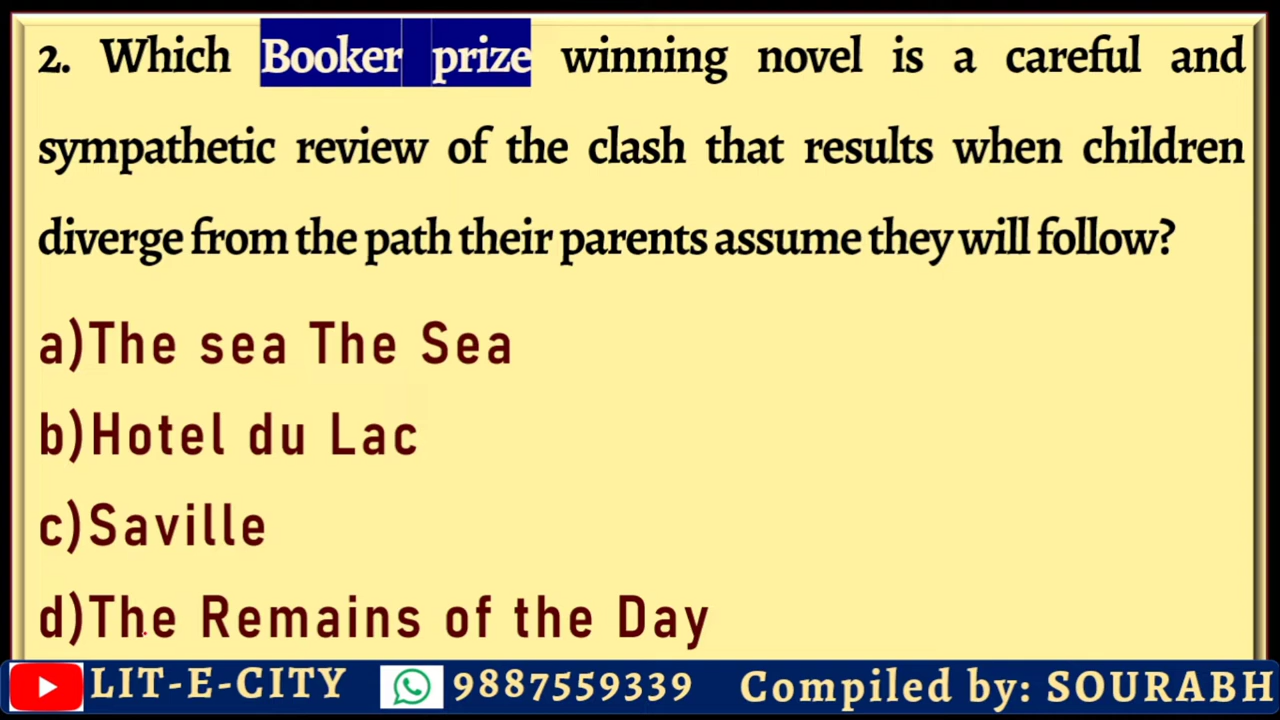 2. Which Booker prize winning novel is a careful and
sympathetic review of the clash that results when children
diverge from the path their parents assume they will follow?
a)The sea The Sea
b)Hotel du Lac
c)Saville
d)The Remains of the Day
LIT-E-CITY 9887559339 Compiled by: SOURABH